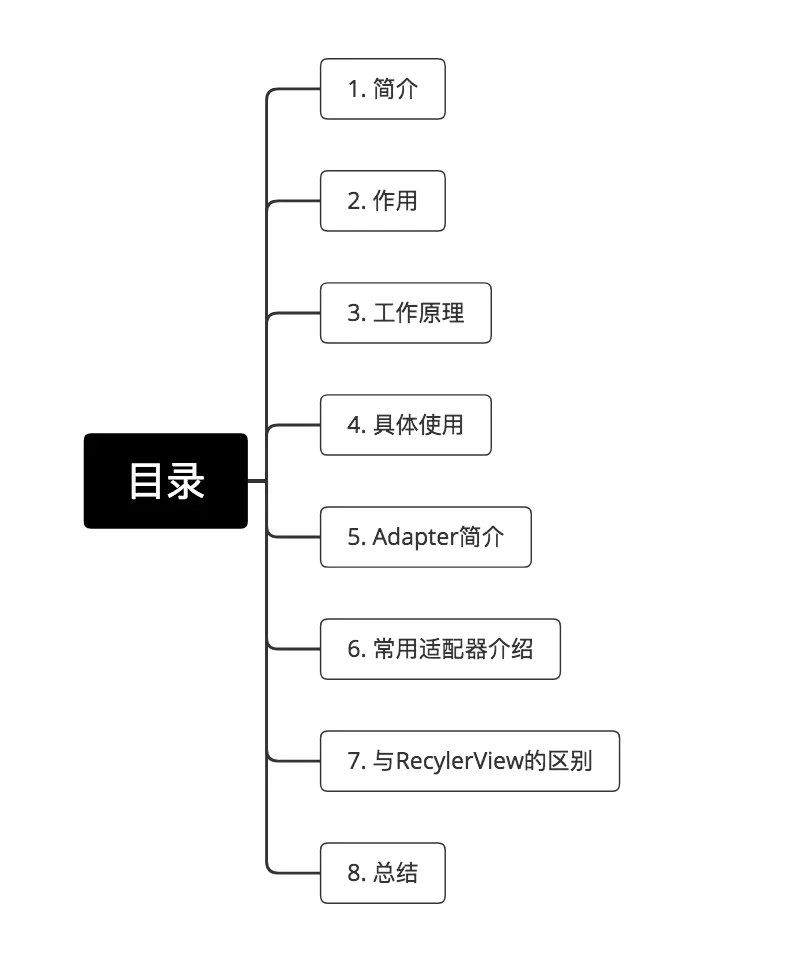 目录
1. 简介
2. 作用
3. 工作原理
4. 具体使用
5. Adapter简介
6. 常用适配器介绍
7. 与RecylerView的区别
8. 总结